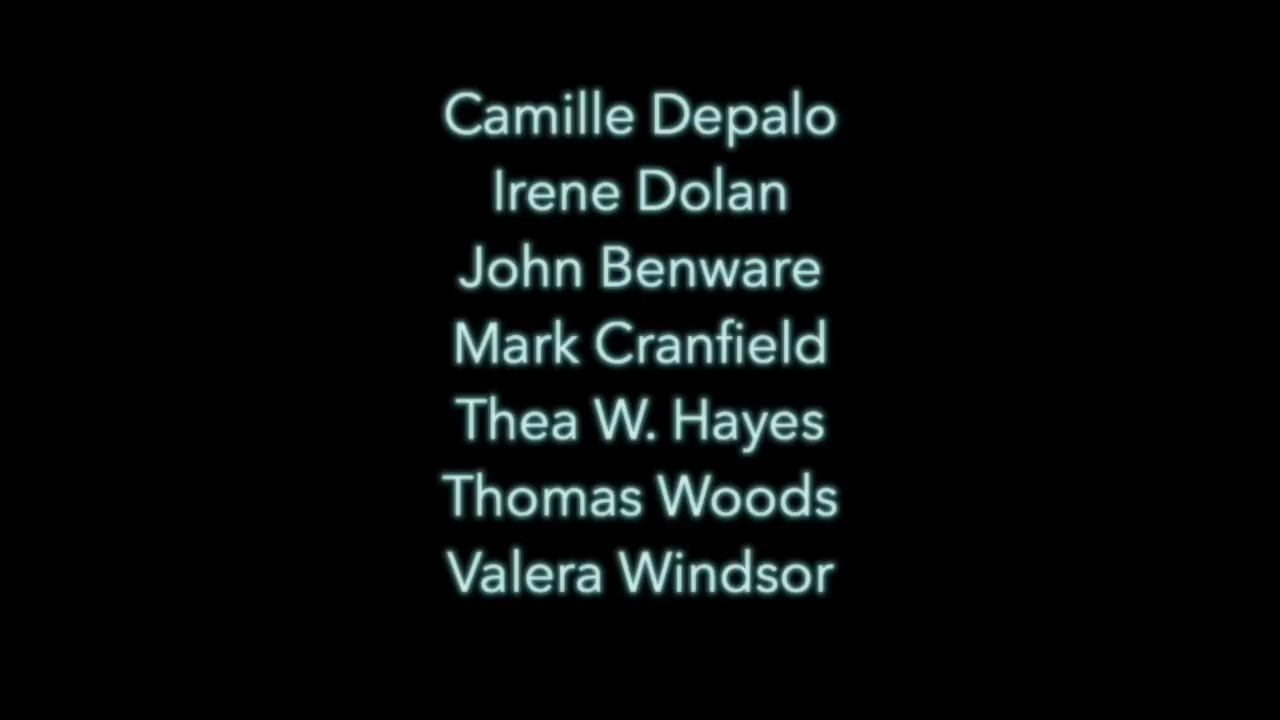 Camille Depalo
Irene Dolan
John Benware
Mark Cranfield
Thea W. Hayes
Thomas Woods
Valera Windsor